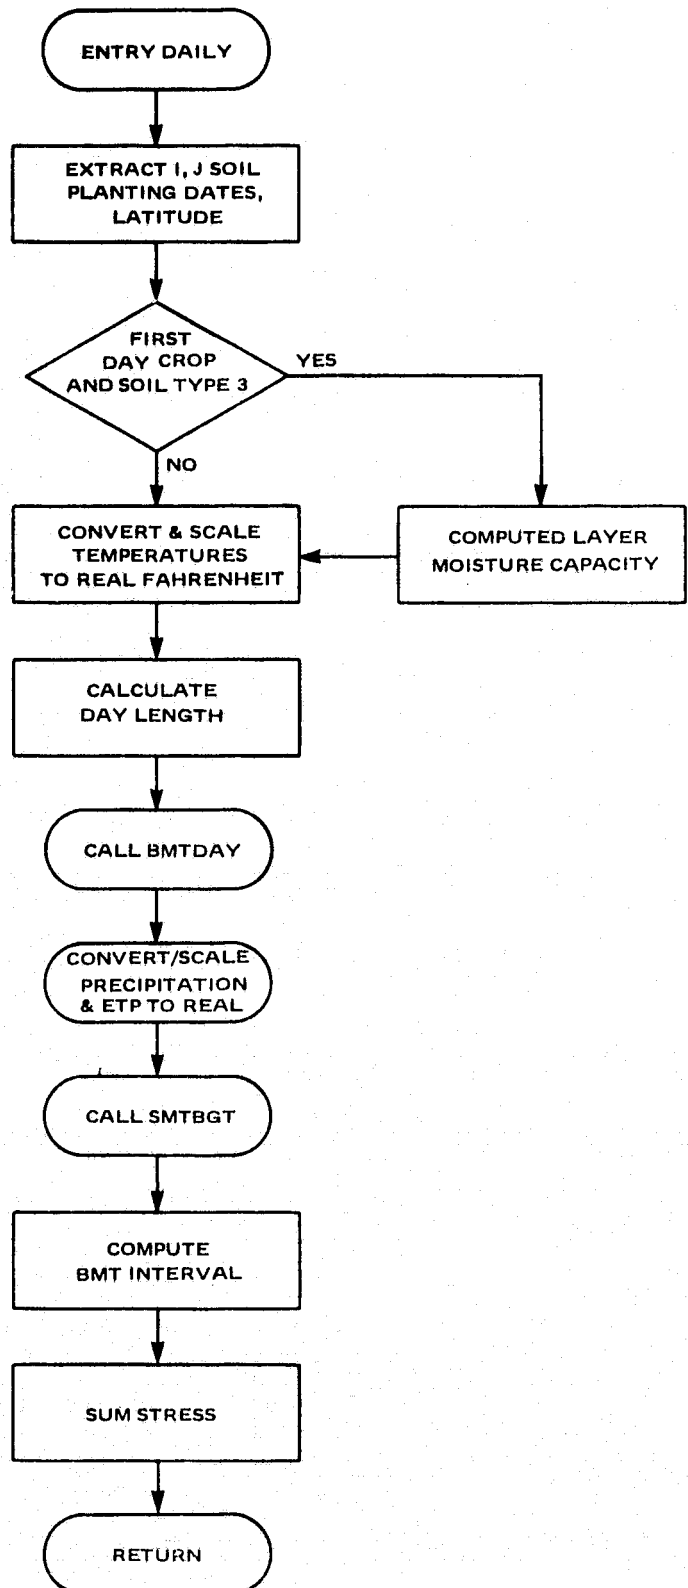 ENTRY DAILY
EXTRACT I, J SOIL
PLANTING DATES,
LATITUDE
FIRST
DAY CROP
AND SOIL TYPE 3
YES
NO
CONVERT & SCALE
TEMPERATURES
TO REAL FAHRENHEIT
COMPUTED LAYER
MOISTURE CAPACITY
CALCULATE
DAY LENGTH
CALL BMTDAY
CONVERT/SCALE
PRECIPITATION
& ETP TO REAL
CALL SMTBGT
COMPUTE
BMT INTERVAL
SUM STRESS
RETURN